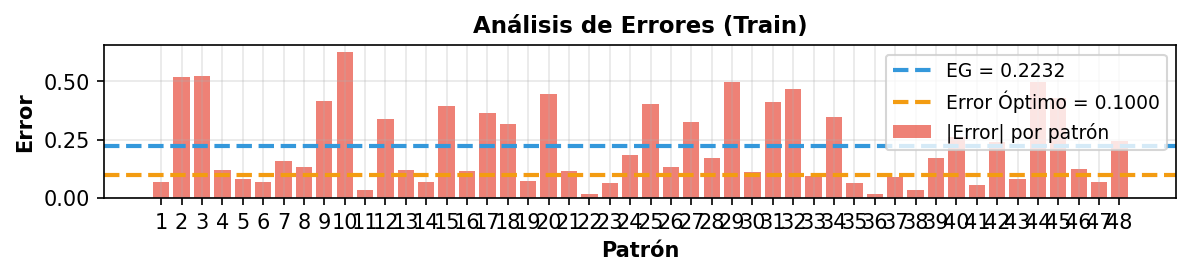 Análisis de Errores (Train)
Error
0.50
0.25
0.00
EG = 0.2232
Error Óptimo = 0.1000
|Error| por patrón
1 2 3 4 5 6 7 8 9 10 11 12 13 14 15 16 17 18 19 20 21 22 23 24 25 26 27 28 29 30 31 32 33 34 35 36 37 38 39 40 41 42 43 44 45 46 47 48
Patrón